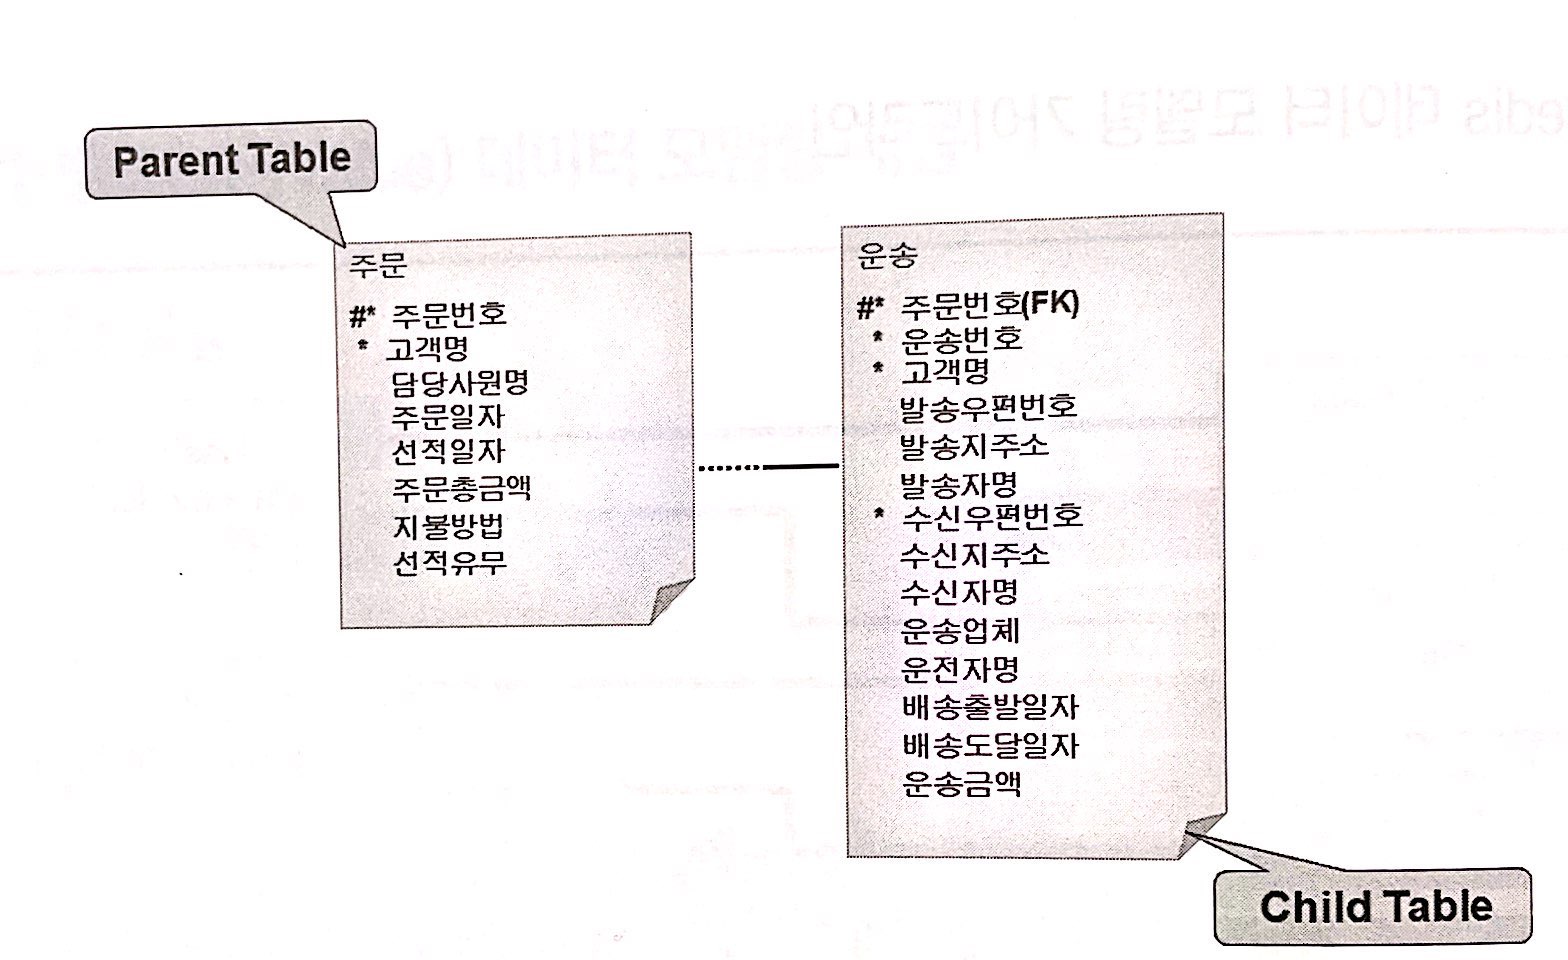 Parent Table
주문
#* 주문번호
* 고객명
담당사원명
주문일자
선적일자
주문총금액
지불방법
선적유무
운송
#* 주문번호(FK)
* 운송번호
* 고객명
발송우편번호
발송지주소
발송자명
* 수신우편번호
수신지주소
수신자명
운송업체
운전자명
배송출발일자
배송도달일자
운송금액
Child Table